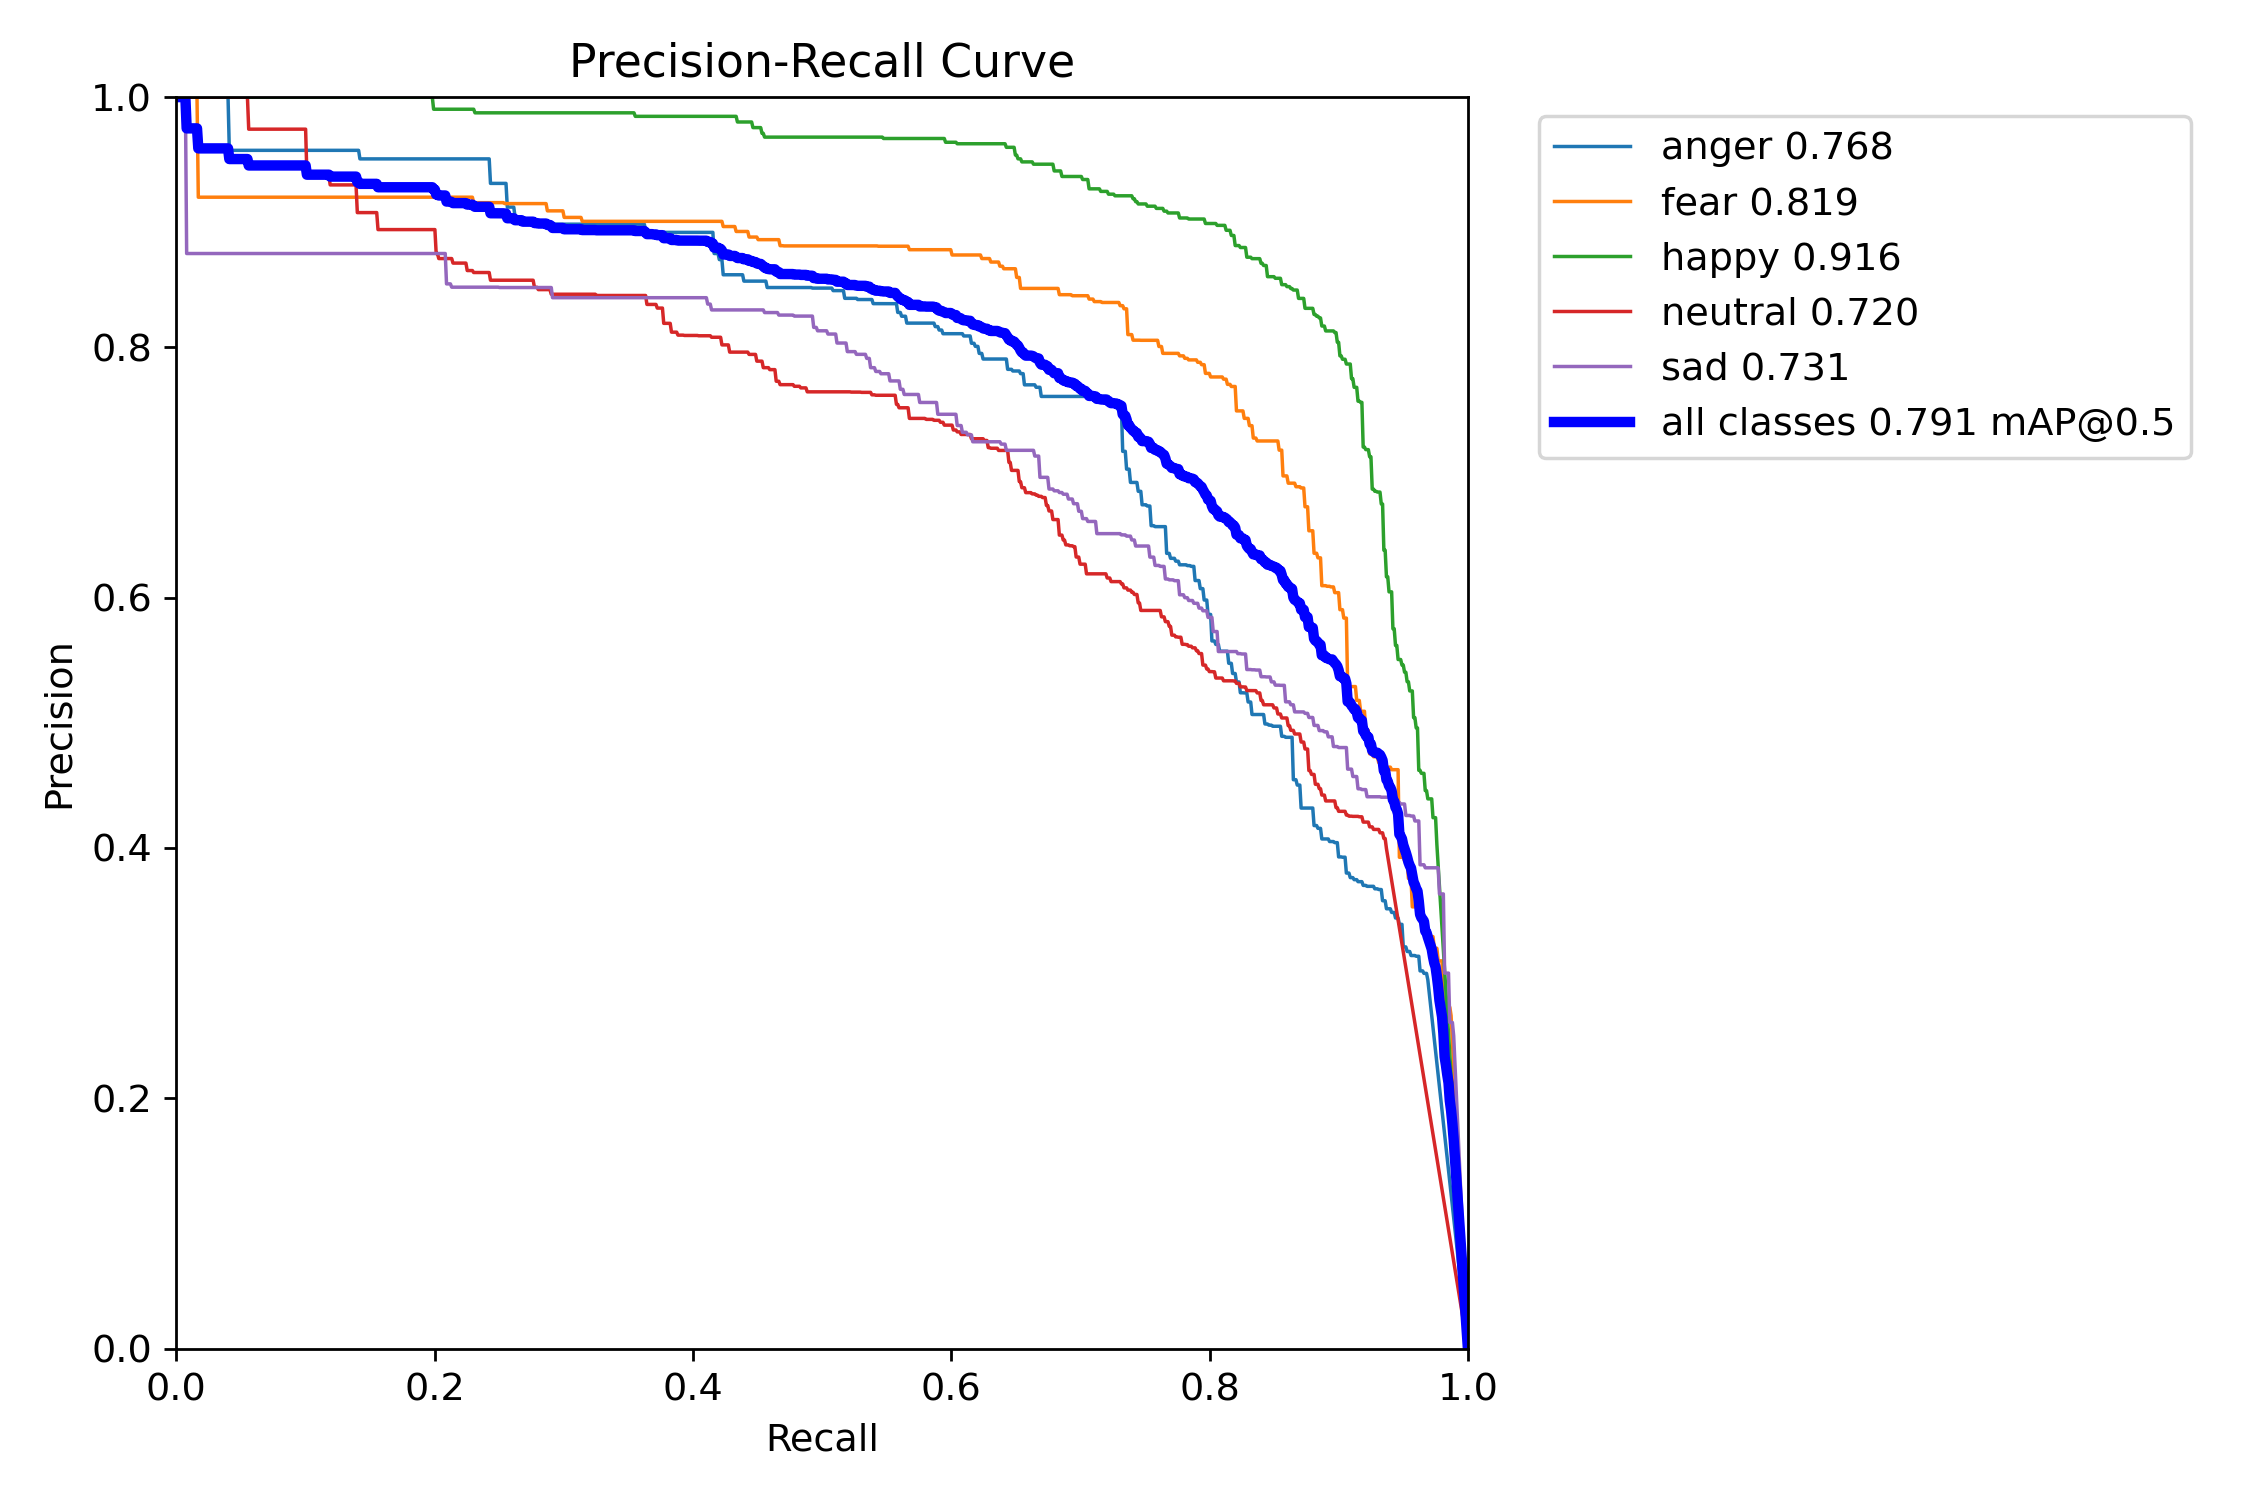 Precision-Recall Curve
1.0
0.8
0.6
0.4
0.2
0.0
Precision
0.0 0.2 0.4 0.6 0.8 1.0
Recall
anger 0.768
fear 0.819
happy 0.916
neutral 0.720
sad 0.731
all classes 0.791 mAP@0.5